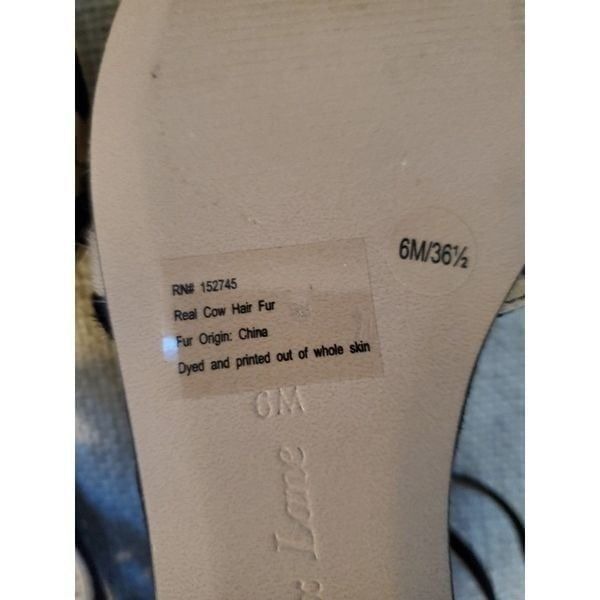 6M/36½
RN# 152745
Real Cow Hair Fur
Fur Origin: China
Dyed and printed out of whole skin
6M
Lane